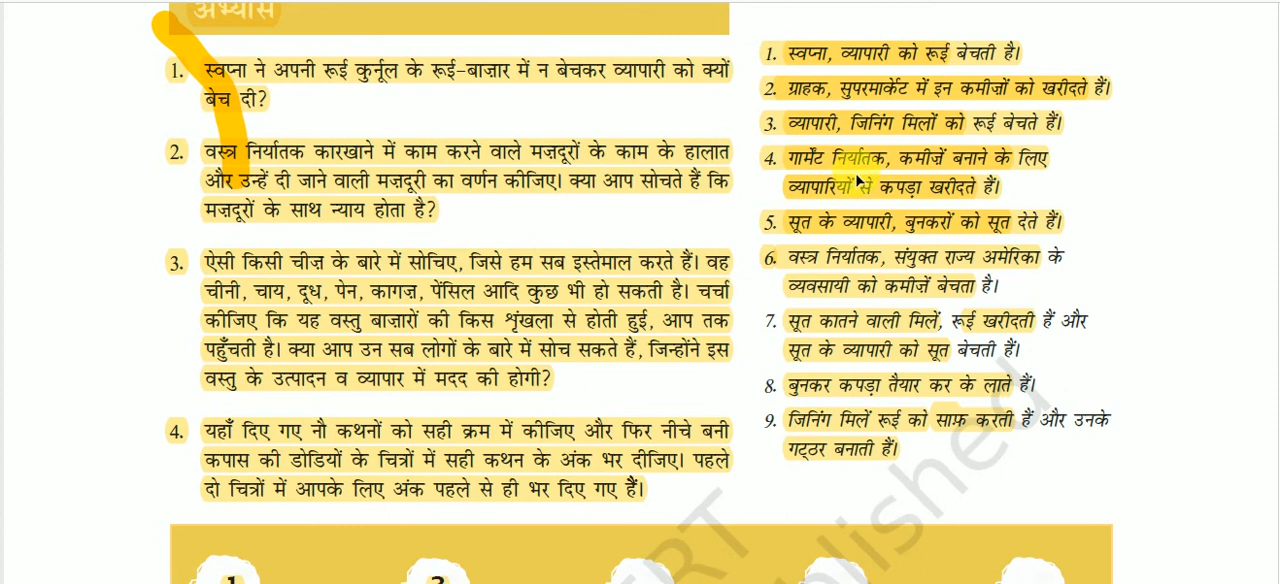 अभ्यास
1. स्वप्ना ने अपनी रूई कुर्नूल के रूई-बाज़ार में न बेचकर व्यापारी को क्यों
बेच दी?
2. वस्त्र निर्यातक कारखाने में काम करने वाले मज़दूरों के काम के हालात
और उन्हें दी जाने वाली मज़दूरी का वर्णन कीजिए। क्या आप सोचते हैं कि
मज़दूरों के साथ न्याय होता है?
3. ऐसी किसी चीज़ के बारे में सोचिए, जिसे हम सब इस्तेमाल करते हैं। वह
चीनी, चाय, दूध, पेन, कागज़, पेंसिल आदि कुछ भी हो सकती है। चर्चा
कीजिए कि यह वस्तु बाज़ारों की किस शृंखला से होती हुई, आप तक
पहुँचती है। क्या आप उन सब लोगों के बारे में सोच सकते हैं, जिन्होंने इस
वस्तु के उत्पादन व व्यापार में मदद की होगी?
4. यहाँ दिए गए नौ कथनों को सही क्रम में कीजिए और फिर नीचे बनी
कपास की डोडियों के चित्रों में सही कथन के अंक भर दीजिए। पहले
दो चित्रों में आपके लिए अंक पहले से ही भर दिए गए हैं।
1. स्वप्ना, व्यापारी को रूई बेचती है।
2. ग्राहक, सुपरमार्केट में इन कमीज़ों को खरीदते हैं।
3. व्यापारी, जिनिंग मिलों को रूई बेचते हैं।
4. गार्मेंट निर्यातक, कमीज़ें बनाने के लिए
व्यापारियों से कपड़ा खरीदते हैं।
5. सूत के व्यापारी, बुनकरों को सूत देते हैं।
6. वस्त्र निर्यातक, संयुक्त राज्य अमेरिका के
व्यवसायी को कमीज़ें बेचता है।
7. सूत कातने वाली मिलें, रूई खरीदती हैं और
सूत के व्यापारी को सूत बेचती हैं।
8. बुनकर कपड़ा तैयार कर के लाते हैं।
9. जिनिंग मिलें रूई को साफ़ करती हैं और उनके
गट्ठर बनाती हैं।
1 3